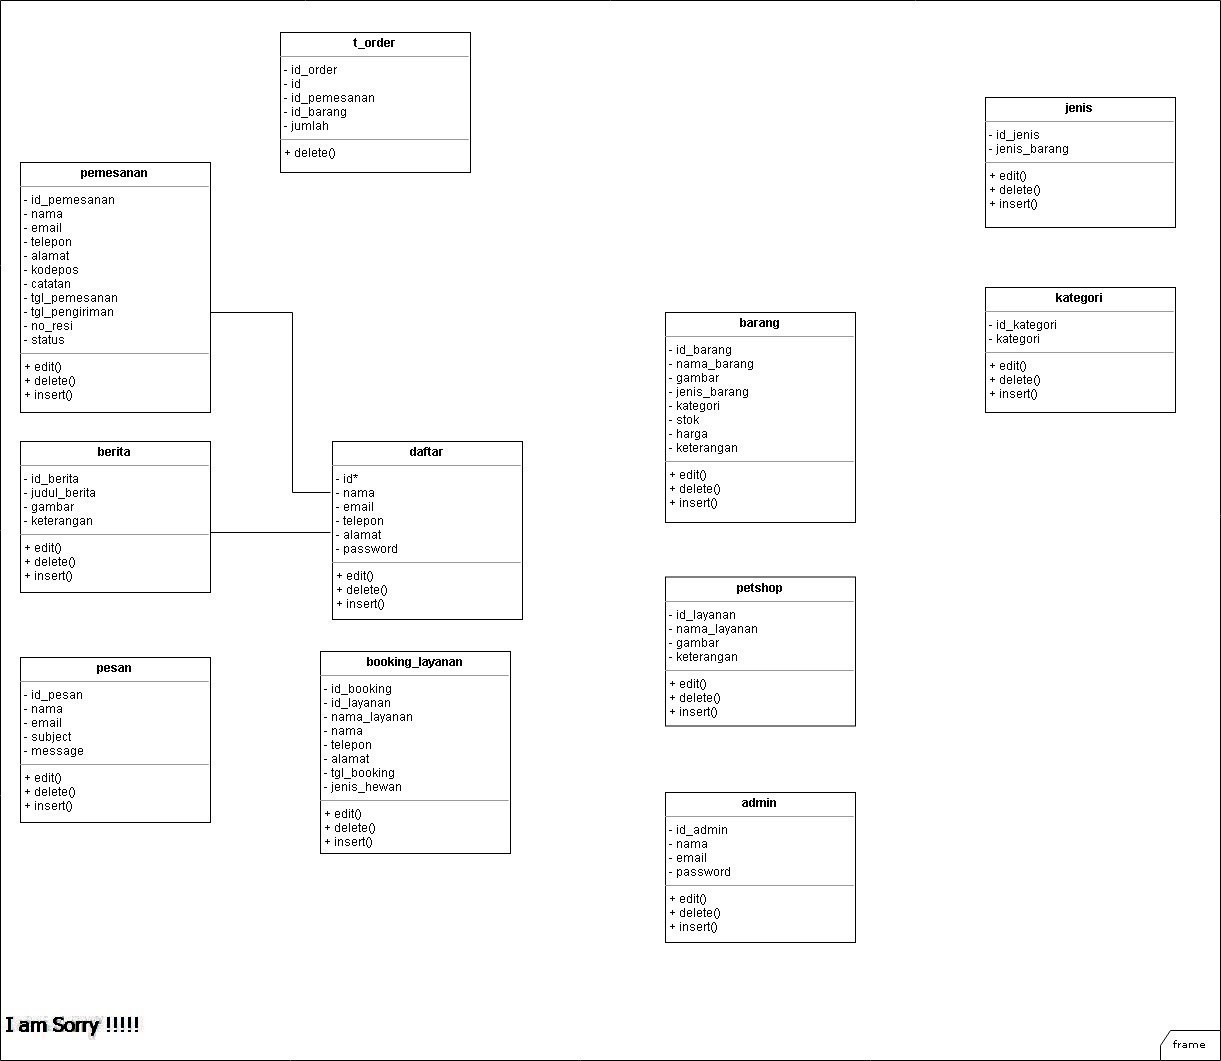 t_order
- id_order
- id
- id_pemesanan
- id_barang
- jumlah
+ delete()
jenis
- id_jenis
- jenis_barang
+ edit()
+ delete()
+ insert()
pemesanan
- id_pemesanan
- nama
- email
- telepon
- alamat
- kodepos
- catatan
- tgl_pemesanan
- tgl_pengiriman
- no_resi
- status
+ edit()
+ delete()
+ insert()
kategori
- id_kategori
- kategori
+ edit()
+ delete()
+ insert()
barang
- id_barang
- nama_barang
- gambar
- jenis_barang
- kategori
- stok
- harga
- keterangan
+ edit()
+ delete()
+ insert()
berita
- id_berita
- judul_berita
- gambar
- keterangan
+ edit()
+ delete()
+ insert()
daftar
- id*
- nama
- email
- telepon
- alamat
- password
+ edit()
+ delete()
+ insert()
petshop
- id_layanan
- nama_layanan
- gambar
- keterangan
+ edit()
+ delete()
+ insert()
pesan
- id_pesan
- nama
- email
- subject
- message
+ edit()
+ delete()
+ insert()
booking_layanan
- id_booking
- id_layanan
- nama_layanan
- nama
- telepon
- alamat
- tgl_booking
- jenis_hewan
+ edit()
+ delete()
+ insert()
admin
- id_admin
- nama
- email
- password
+ edit()
+ delete()
+ insert()
I am Sorry !!!!!
frame